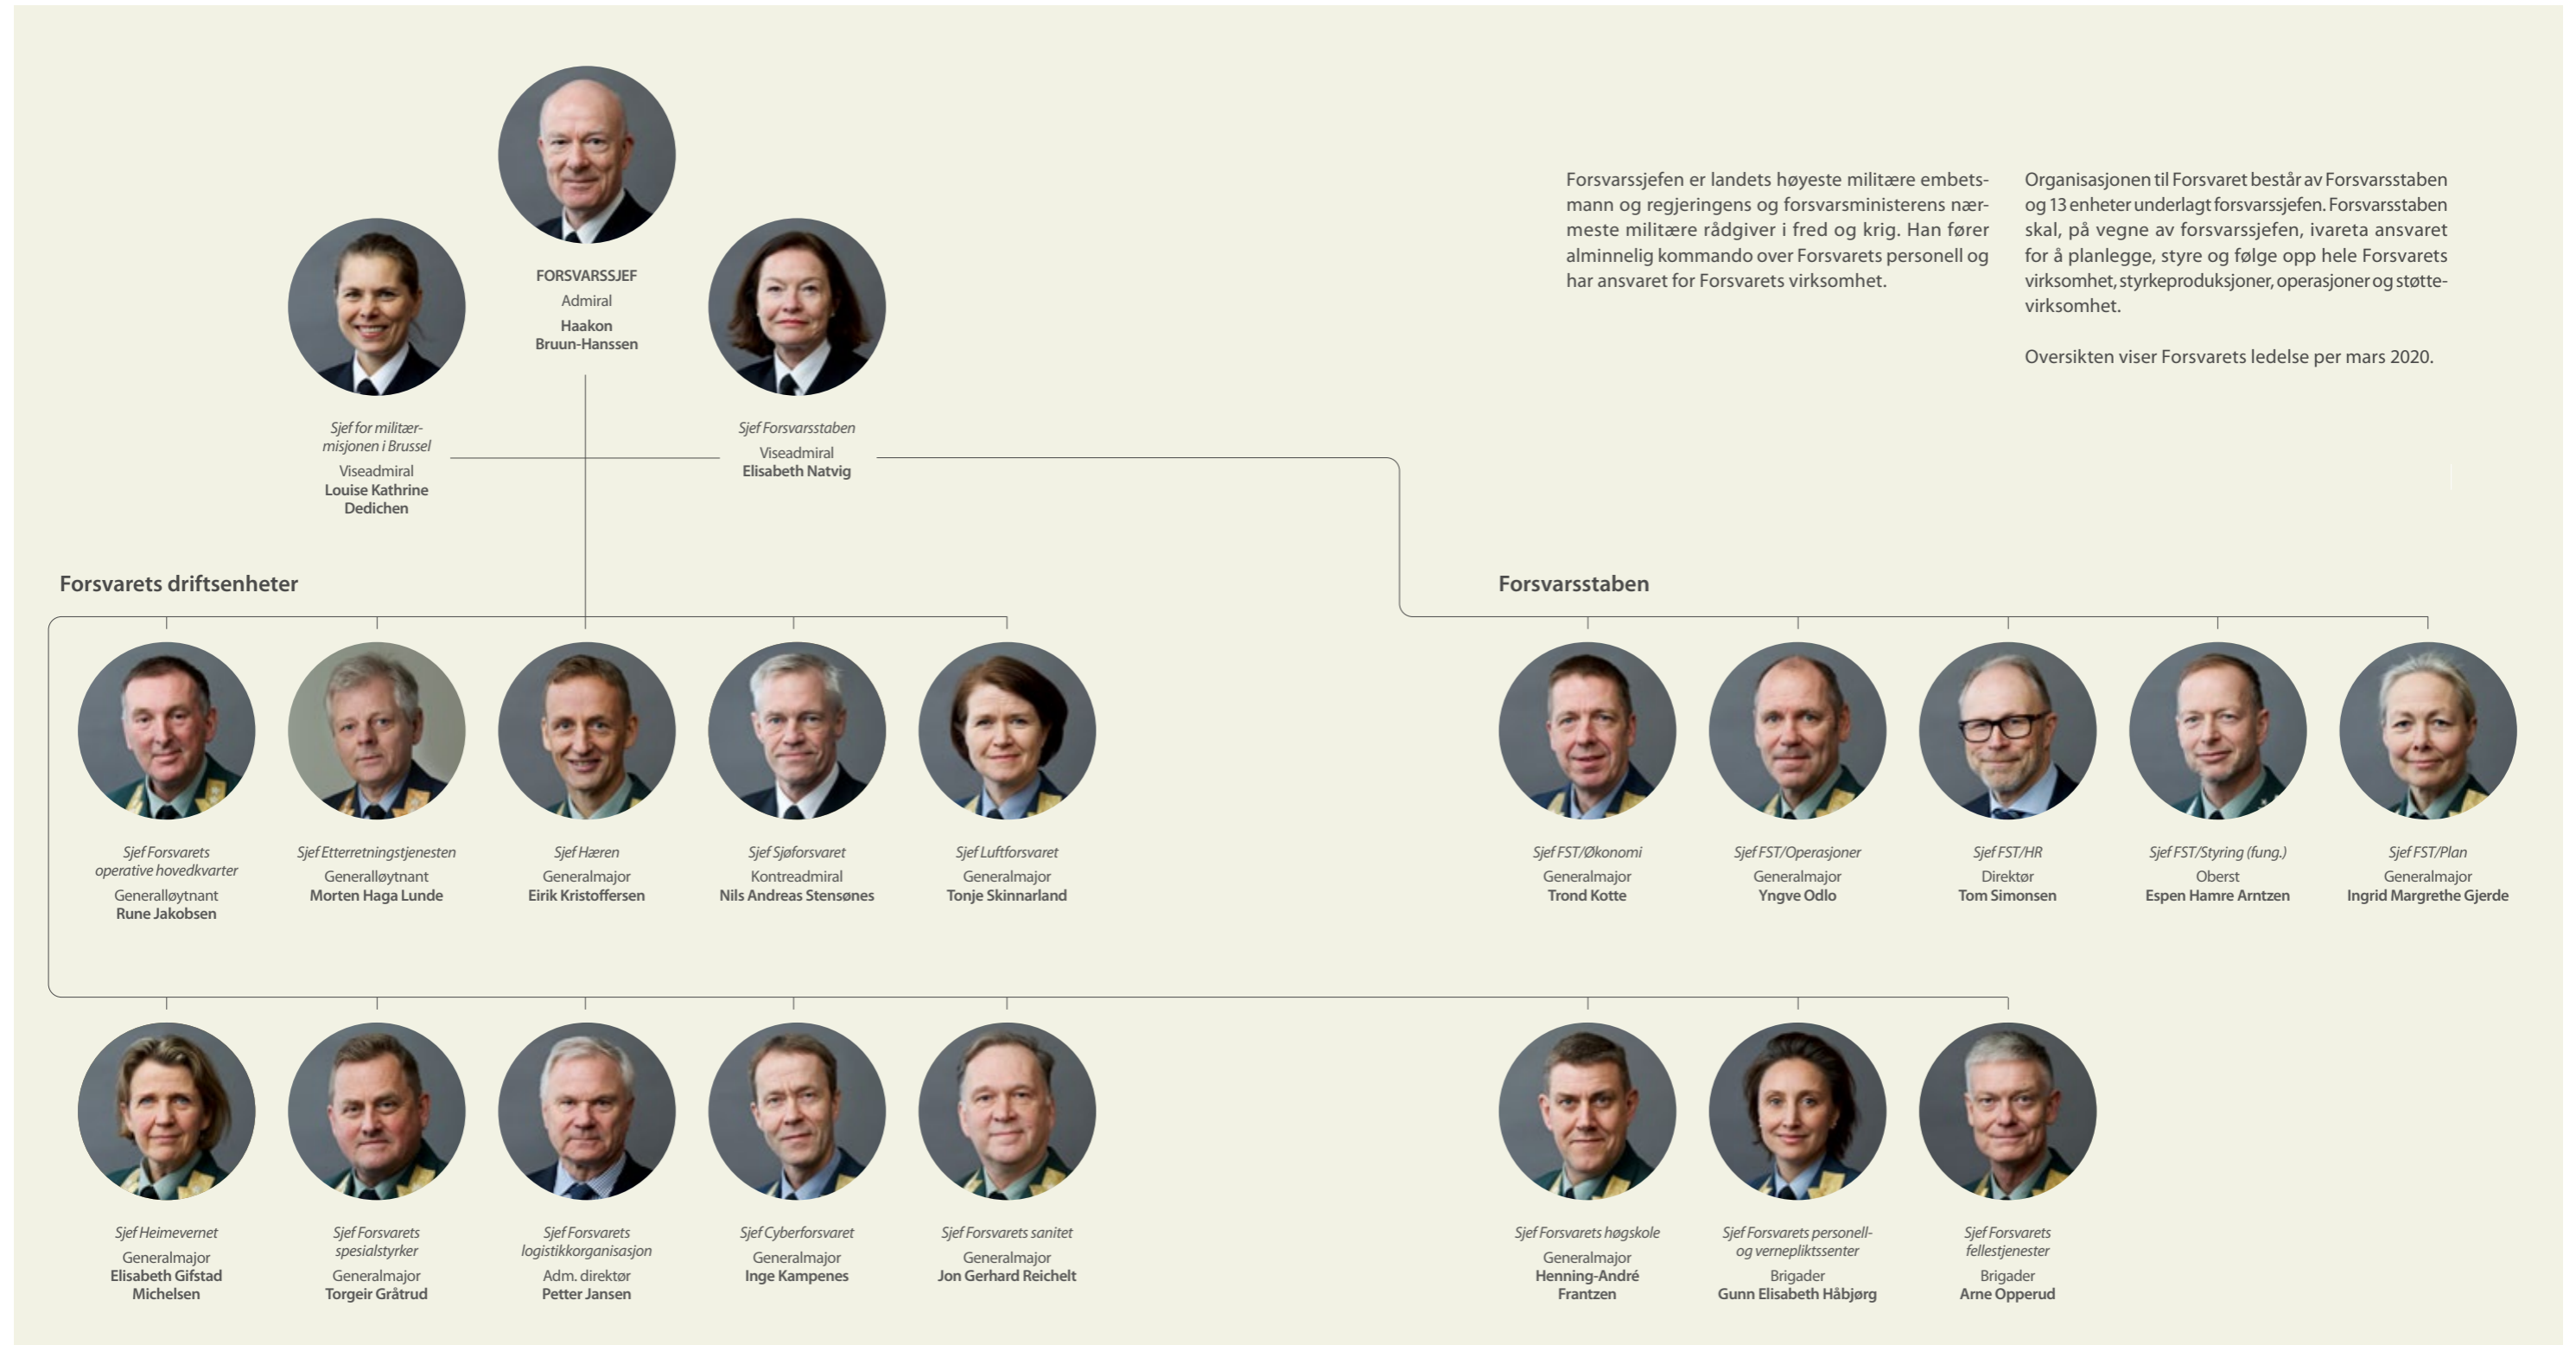 FORSVARSSJEF
Admiral
Haakon
Bruun-Hanssen
Sjef for militær-
misjonen i Brussel
Viseadmiral
Louise Kathrine
Dedichen
Sjef Forsvarsstaben
Viseadmiral
Elisabeth Natvig
Forsvarssjefen er landets høyeste militære embets-
mann og regjeringens og forsvarsministerens nær-
meste militære rådgiver i fred og krig. Han fører
alminnelig kommando over Forsvarets personell og
har ansvaret for Forsvarets virksomhet.
Organisasjonen til Forsvaret består av Forsvarsstaben
og 13 enheter underlagt forsvarssjefen. Forsvarsstaben
skal, på vegne av forsvarssjefen, ivareta ansvaret
for å planlegge, styre og følge opp hele Forsvarets
virksomhet, styrkeproduksjoner, operasjoner og støtte-
virksomhet.
Oversikten viser Forsvarets ledelse per mars 2020.
Forsvarets driftsenheter
Sjef Forsvarets
operative hovedkvarter
Generalløytnant
Rune Jakobsen
Sjef Etterretningstjenesten
Generalløytnant
Morten Haga Lunde
Sjef Hæren
Generalmajor
Eirik Kristoffersen
Sjef Sjøforsvaret
Kontreadmiral
Nils Andreas Stensønes
Sjef Luftforsvaret
Generalmajor
Tonje Skinnarland
Forsvarsstaben
Sjef FST/Økonomi
Generalmajor
Trond Kotte
Sjef FST/Operasjoner
Generalmajor
Yngve Odlo
Sjef FST/HR
Direktør
Tom Simonsen
Sjef FST/Styring (fung.)
Oberst
Espen Hamre Arntzen
Sjef FST/Plan
Generalmajor
Ingrid Margrethe Gjerde
Sjef Heimevernet
Generalmajor
Elisabeth Gifstad
Michelsen
Sjef Forsvarets
spesialstyrker
Generalmajor
Torgeir Gråtrud
Sjef Forsvarets
logistikkorganisasjon
Adm. direktør
Petter Jansen
Sjef Cyberforsvaret
Generalmajor
Inge Kampenes
Sjef Forsvarets sanitet
Generalmajor
Jon Gerhard Reichelt
Sjef Forsvarets høgskole
Generalmajor
Henning-André
Frantzen
Sjef Forsvarets personell-
og vernepliktssenter
Brigader
Gunn Elisabeth Håbjørg
Sjef Forsvarets
fellestjenester
Brigader
Arne Opperud